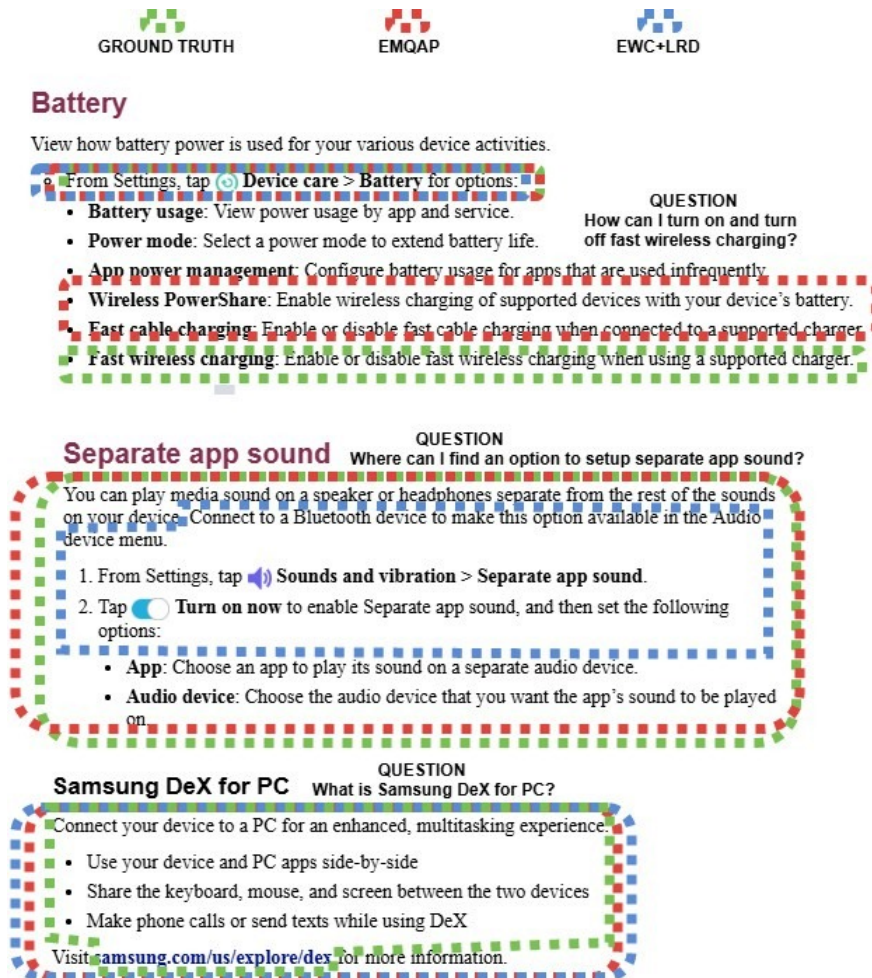 GROUND TRUTH EMQAP EWC+LRD
Battery
View how battery power is used for your various device activities.
From Settings, tap Device care > Battery for options:
• Battery usage: View power usage by app and service.
• Power mode: Select a power mode to extend battery life.
QUESTION
How can I turn on and turn
off fast wireless charging?
• App power management: Configure battery usage for apps that are used infrequently.
• Wireless PowerShare: Enable wireless charging of supported devices with your device's battery.
• Fast cable charging: Enable or disable fast cable charging when connected to a supported charger.
• Fast wireless charging: Enable or disable fast wireless charging when using a supported charger.
Separate app sound
QUESTION
Where can I find an option to setup separate app sound?
You can play media sound on a speaker or headphones separate from the rest of the sounds
on your device. Connect to a Bluetooth device to make this option available in the Audio
device menu.
1. From Settings, tap Sounds and vibration > Separate app sound.
2. Tap Turn on now to enable Separate app sound, and then set the following
options:
• App: Choose an app to play its sound on a separate audio device.
• Audio device: Choose the audio device that you want the app's sound to be played
on.
Samsung DeX for PC
QUESTION
What is Samsung DeX for PC?
Connect your device to a PC for an enhanced, multitasking experience.
• Use your device and PC apps side-by-side
• Share the keyboard, mouse, and screen between the two devices
• Make phone calls or send texts while using DeX
Visit samsung.com/us/explore/dex for more information.